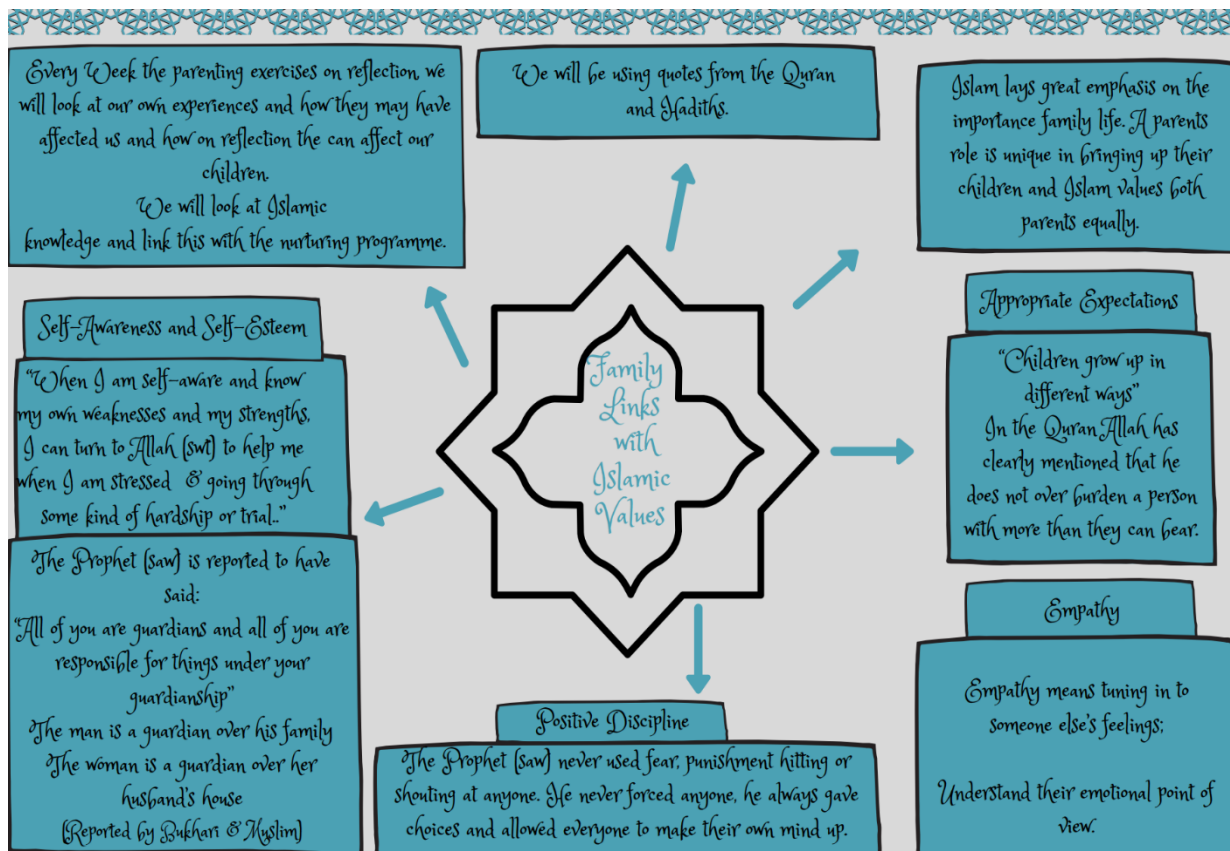 Every Week the parenting exercises on reflection, we
will look at our own experiences and how they may have
affected us and how on reflection the can affect our
children.
We will look at Islamic
knowledge and link this with the nurturing programme.
We will be using quotes from the Quran
and Hadiths.
Islam lays great emphasis on the
importance family life. A parents
role is unique in bringing up their
children and Islam values both
parents equally.
Self-Awareness and Self-Esteem
"When I am self-aware and know
my own weaknesses and my strengths,
I can turn to Allah (swt) to help me
when I am stressed & going through
some kind of hardship or trial.."
The Prophet (saw) is reported to have
said:
"All of you are guardians and all of you are
responsible for things under your
guardianship"
The man is a guardian over his family
The woman is a guardian over her
husband's house
(Reported by Bukhari & Muslim)
Family
Links
with
Islamic
Values
Appropriate Expectations
"Children grow up in
different ways"
In the Quran Allah has
clearly mentioned that he
does not over burden a person
with more than they can bear.
Empathy
Empathy means tuning in to
someone else's feelings;
Understand their emotional point of
view.
Positive Discipline
The Prophet (saw) never used fear, punishment hitting or
shouting at anyone. He never forced anyone, he always gave
choices and allowed everyone to make their own mind up.